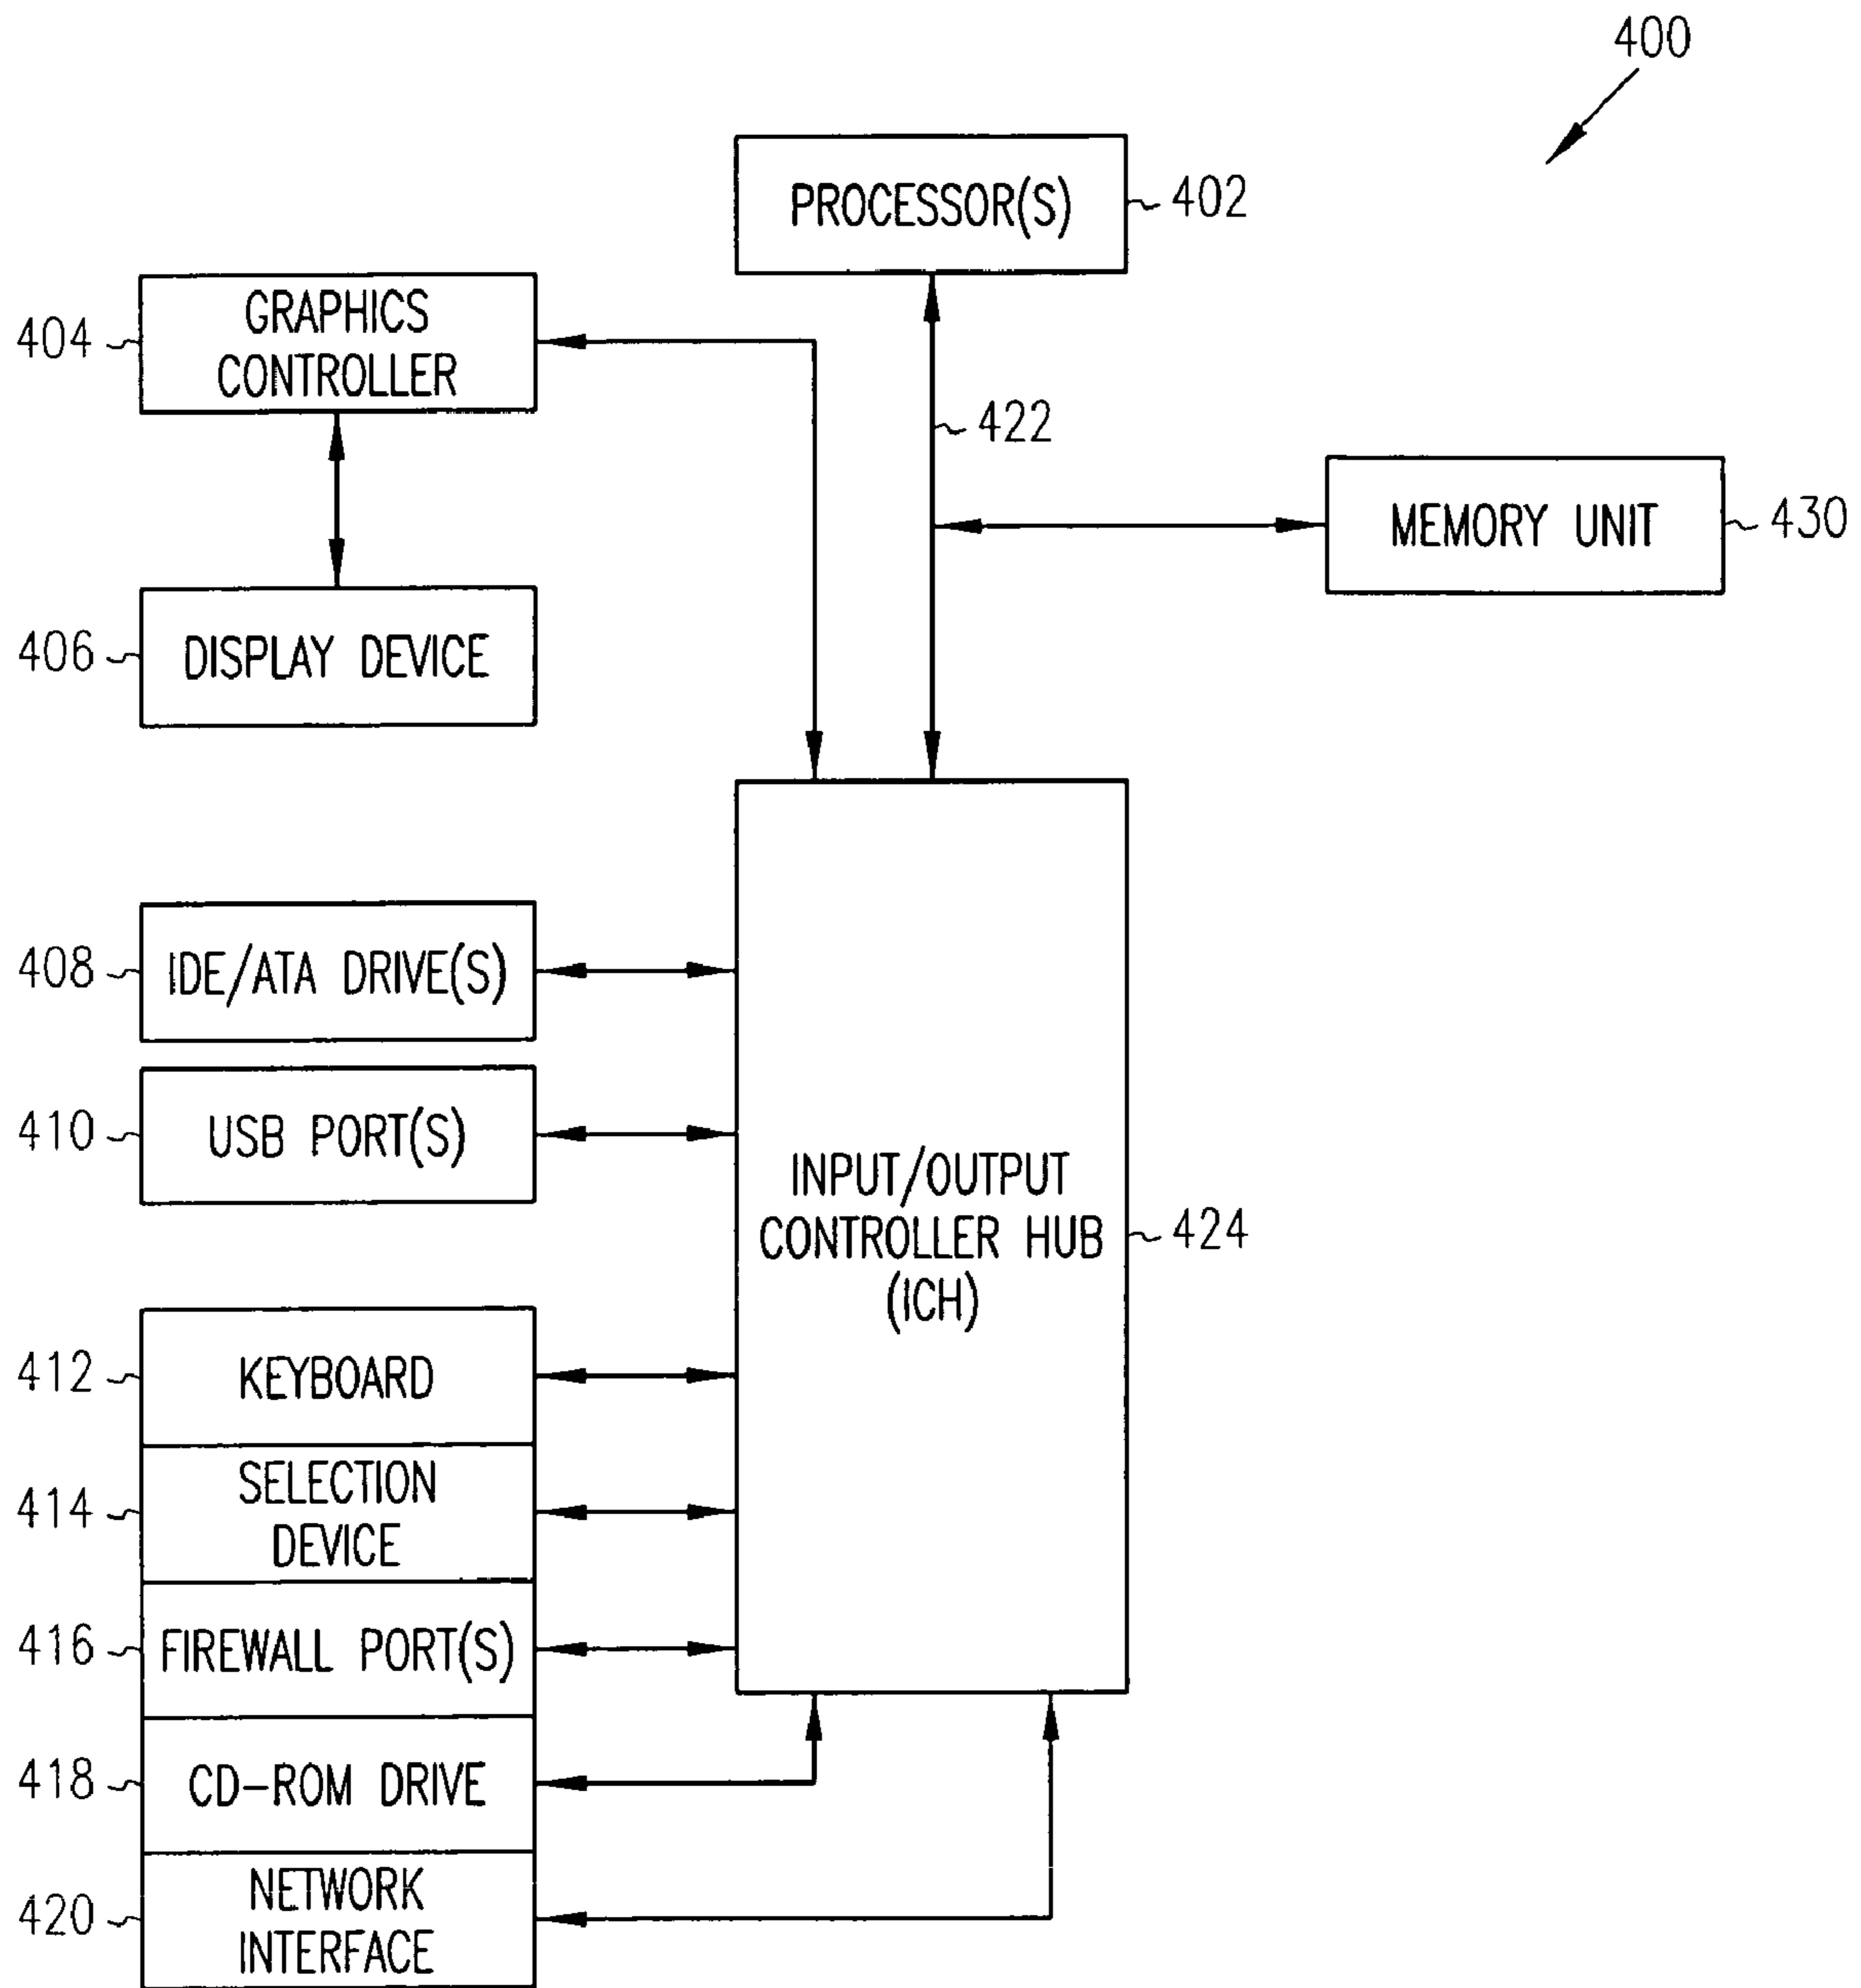 400
PROCESSOR(S)
402
GRAPHICS
CONTROLLER
404
422
MEMORY UNIT
430
DISPLAY DEVICE
406
IDE/ATA DRIVE(S)
408
USB PORT(S)
410
INPUT/OUTPUT
CONTROLLER HUB
(ICH)
424
KEYBOARD
412
SELECTION
DEVICE
414
FIREWALL PORT(S)
416
CD-ROM DRIVE
418
NETWORK
INTERFACE
420